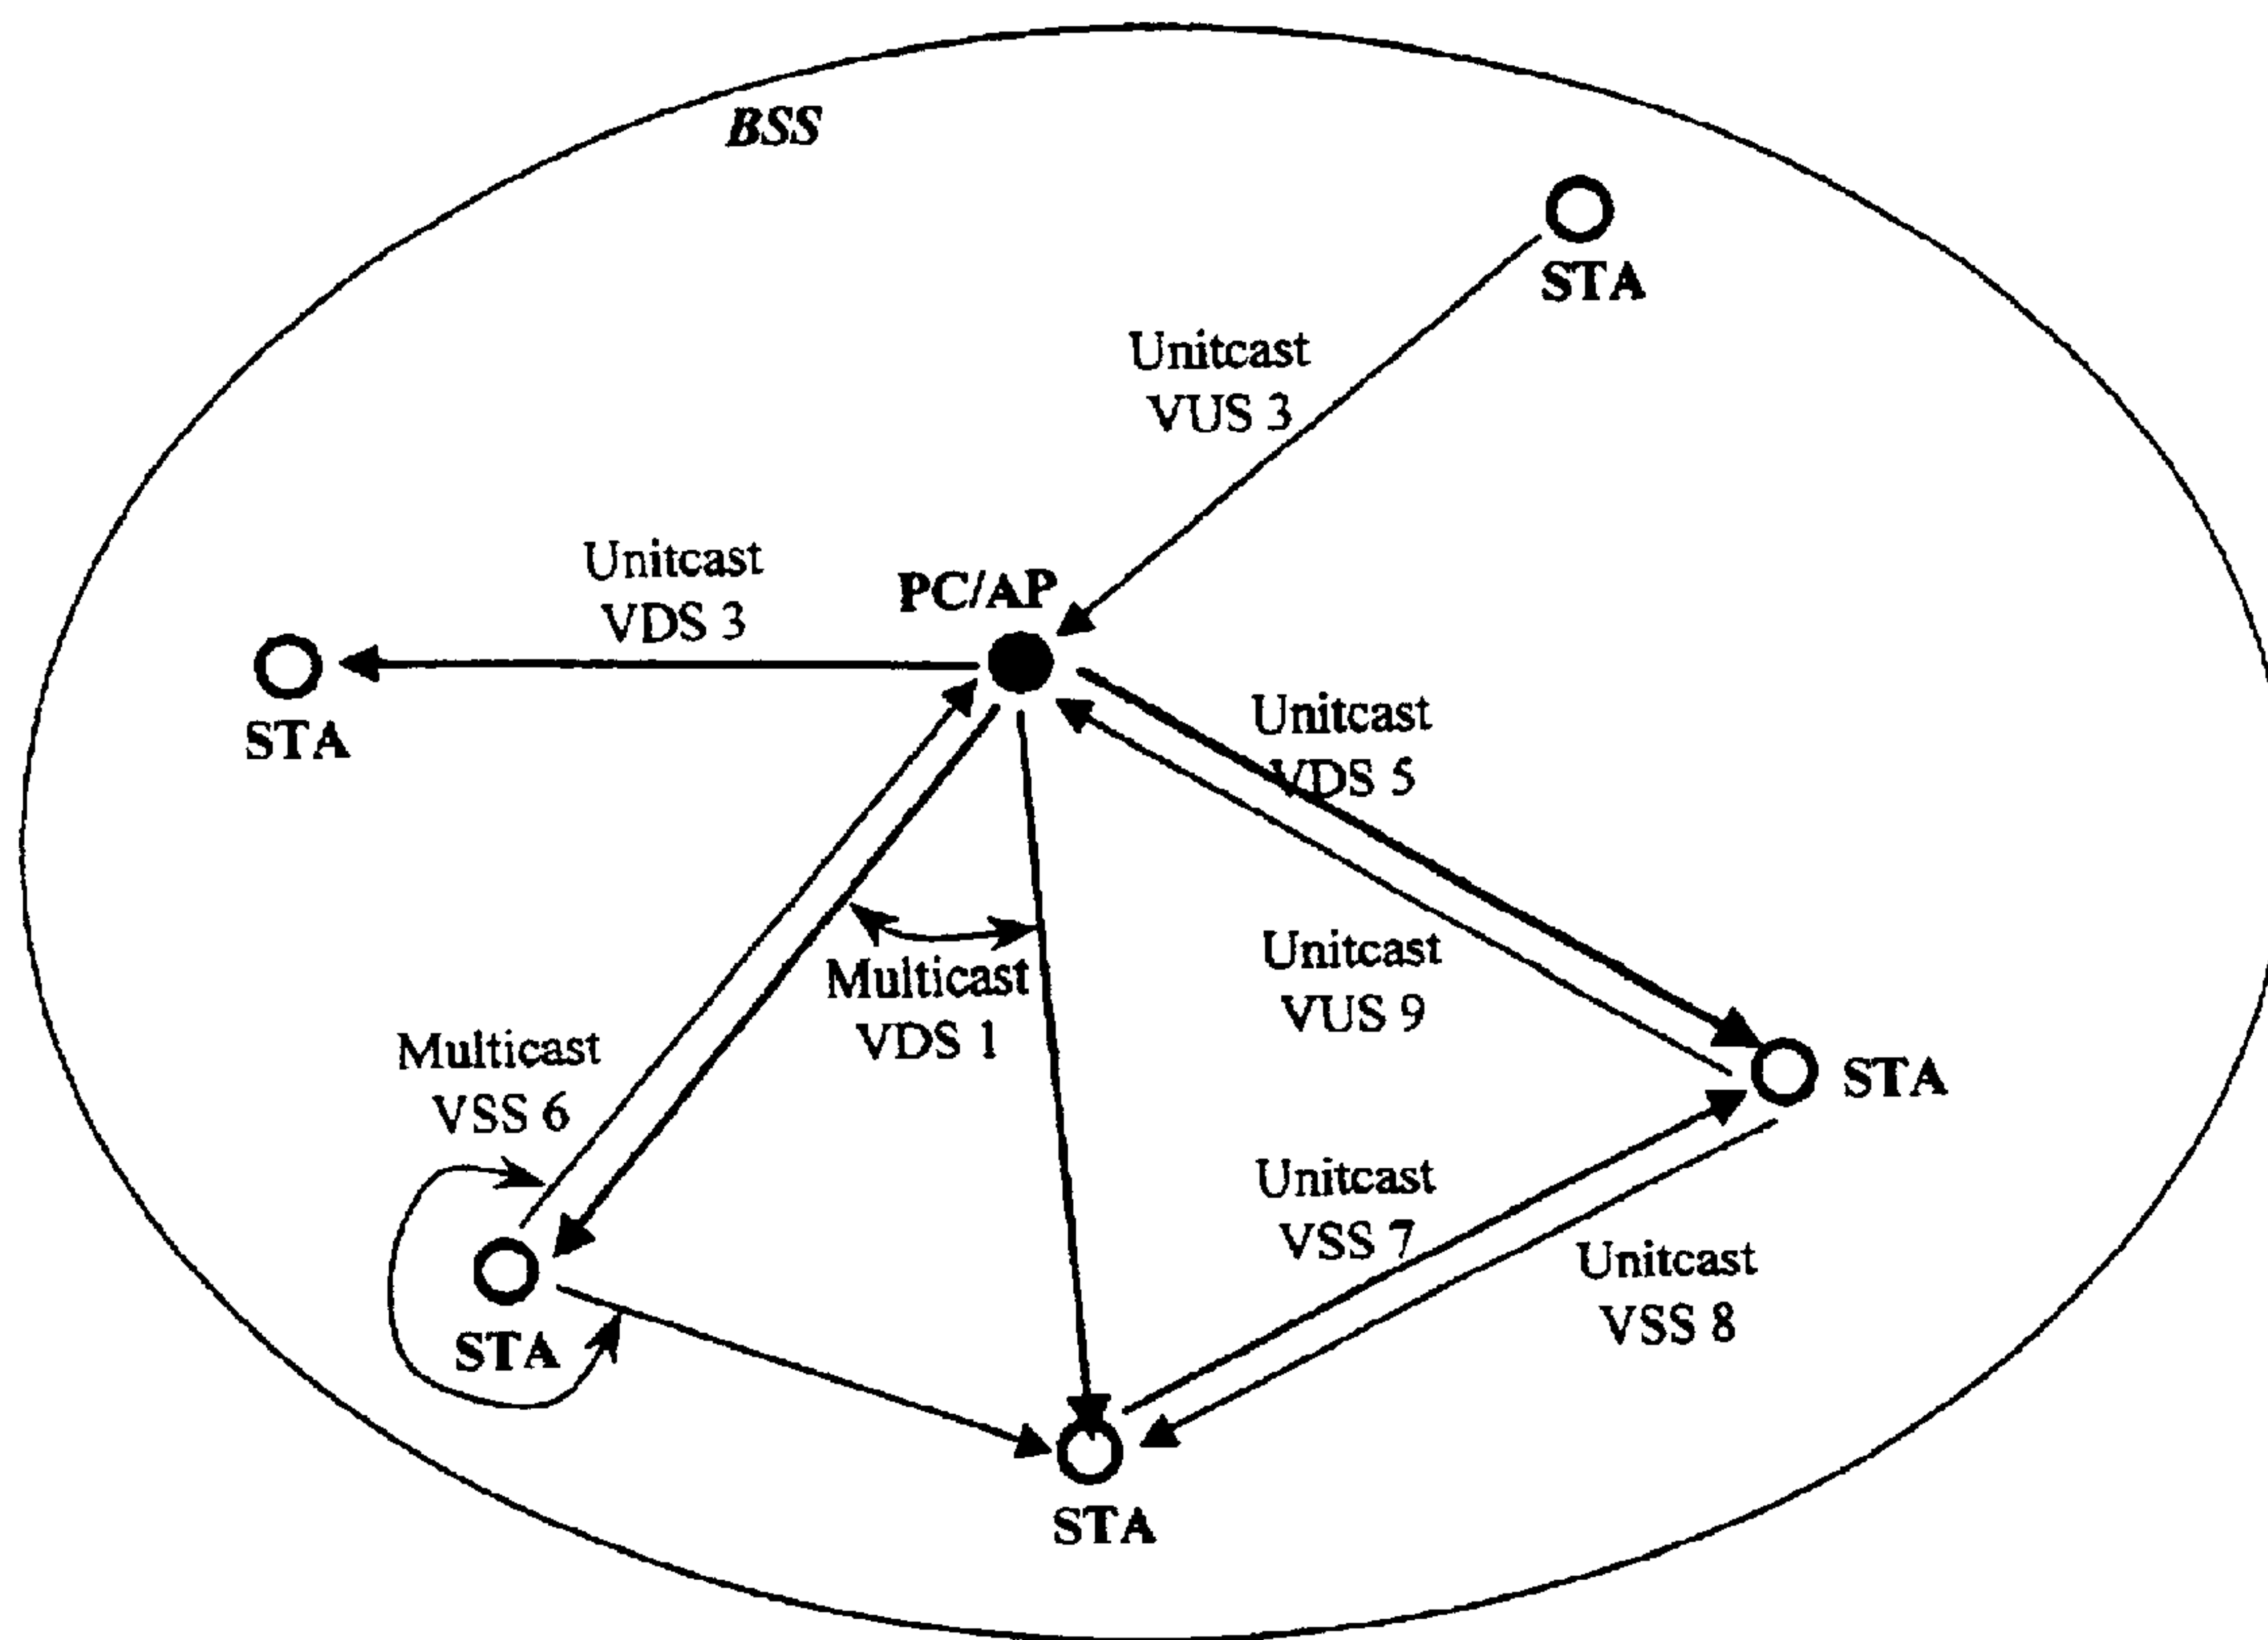 BSS
STA
Unitcast
VUS 3
Unitcast
VDS 3
PC/AP
STA
Unitcast
VDS 5
Unitcast
VUS 9
Multicast
VDS 1
Multicast
VSS 6
STA
Unitcast
VSS 7
Unitcast
VSS 8
STA
STA